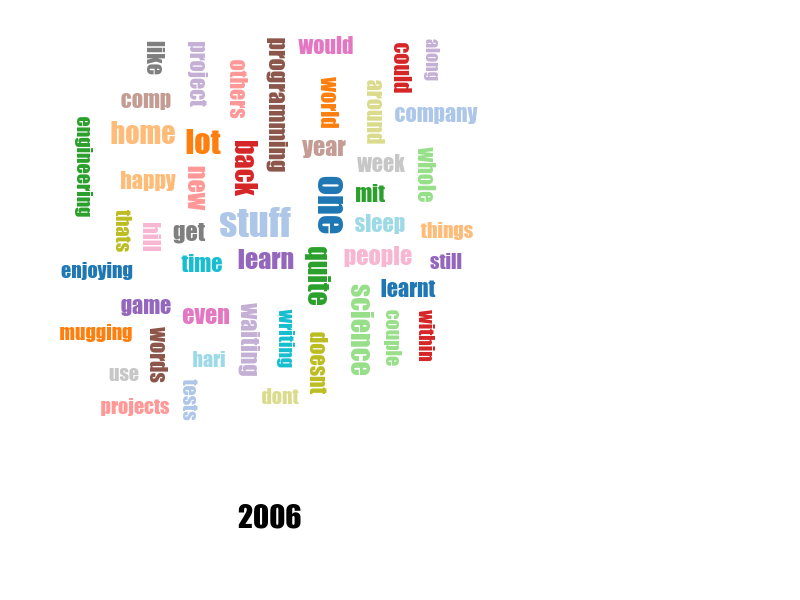 would
like
project
others
programming
could
along
comp
world
around
company
engineering
home
lot
back
year
week
whole
happy
new
one
mit
thats
hill
get
stuff
sleep
things
enjoying
time
learn
quite
people
still
game
even
waiting
writing
science
learnt
couple
within
mugging
words
hari
doesnt
use
tests
dont
projects
2006